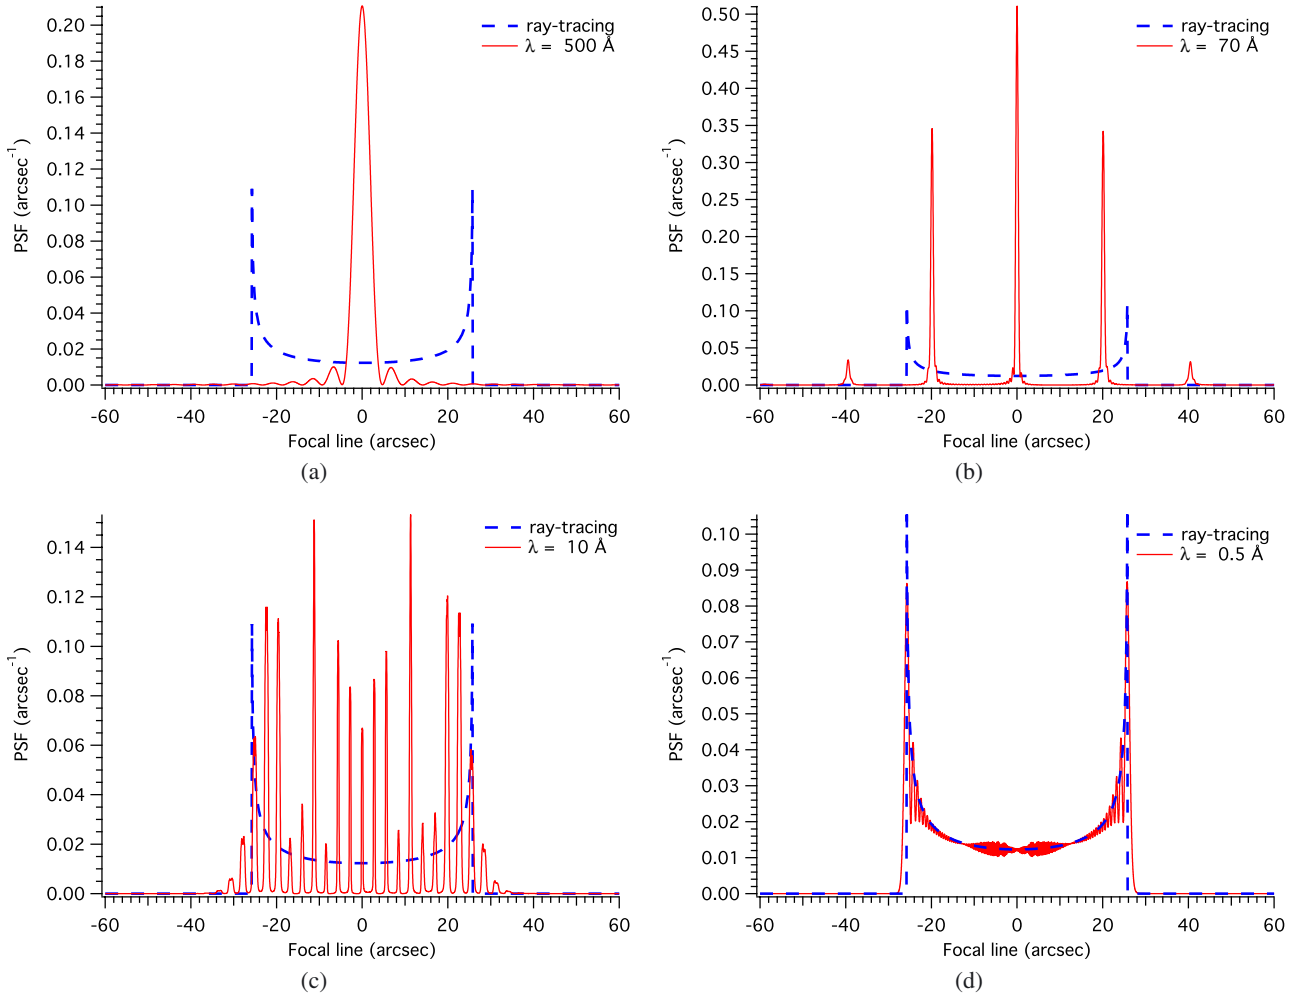 0.20
0.18
0.16
0.14
0.12
0.10
0.08
0.06
0.04
0.02
0.00
PSF (arcsec⁻¹)
-60 -40 -20 0 20 40 60
Focal line (arcsec)
ray-tracing
λ = 500 Å
(a)
0.50
0.45
0.40
0.35
0.30
0.25
0.20
0.15
0.10
0.05
0.00
PSF (arcsec⁻¹)
-60 -40 -20 0 20 40 60
Focal line (arcsec)
ray-tracing
λ = 70 Å
(b)
0.14
0.12
0.10
0.08
0.06
0.04
0.02
0.00
PSF (arcsec⁻¹)
-60 -40 -20 0 20 40 60
Focal line (arcsec)
ray-tracing
λ = 10 Å
(c)
0.10
0.09
0.08
0.07
0.06
0.05
0.04
0.03
0.02
0.01
0.00
PSF (arcsec⁻¹)
-60 -40 -20 0 20 40 60
Focal line (arcsec)
ray-tracing
λ = 0.5 Å
(d)